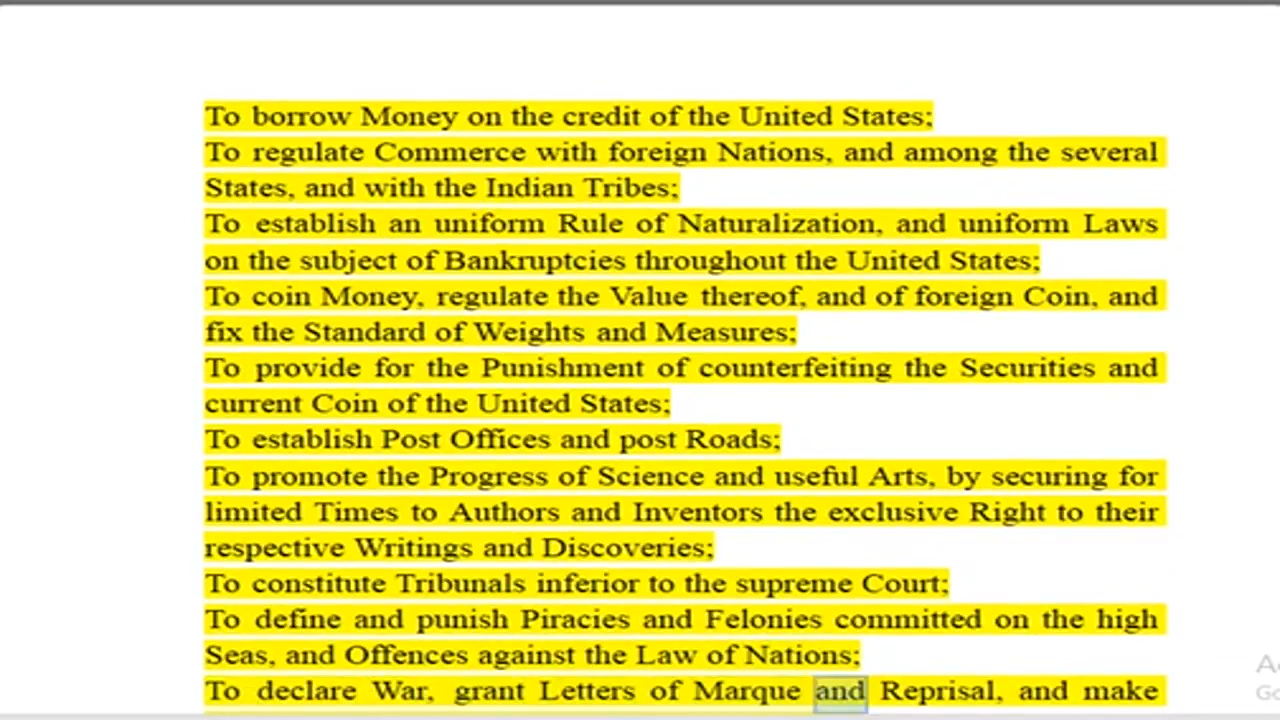 To borrow Money on the credit of the United States;
To regulate Commerce with foreign Nations, and among the several
States, and with the Indian Tribes;
To establish an uniform Rule of Naturalization, and uniform Laws
on the subject of Bankruptcies throughout the United States;
To coin Money, regulate the Value thereof, and of foreign Coin, and
fix the Standard of Weights and Measures;
To provide for the Punishment of counterfeiting the Securities and
current Coin of the United States;
To establish Post Offices and post Roads;
To promote the Progress of Science and useful Arts, by securing for
limited Times to Authors and Inventors the exclusive Right to their
respective Writings and Discoveries;
To constitute Tribunals inferior to the supreme Court;
To define and punish Piracies and Felonies committed on the high
Seas, and Offences against the Law of Nations;
To declare War, grant Letters of Marque and Reprisal, and make